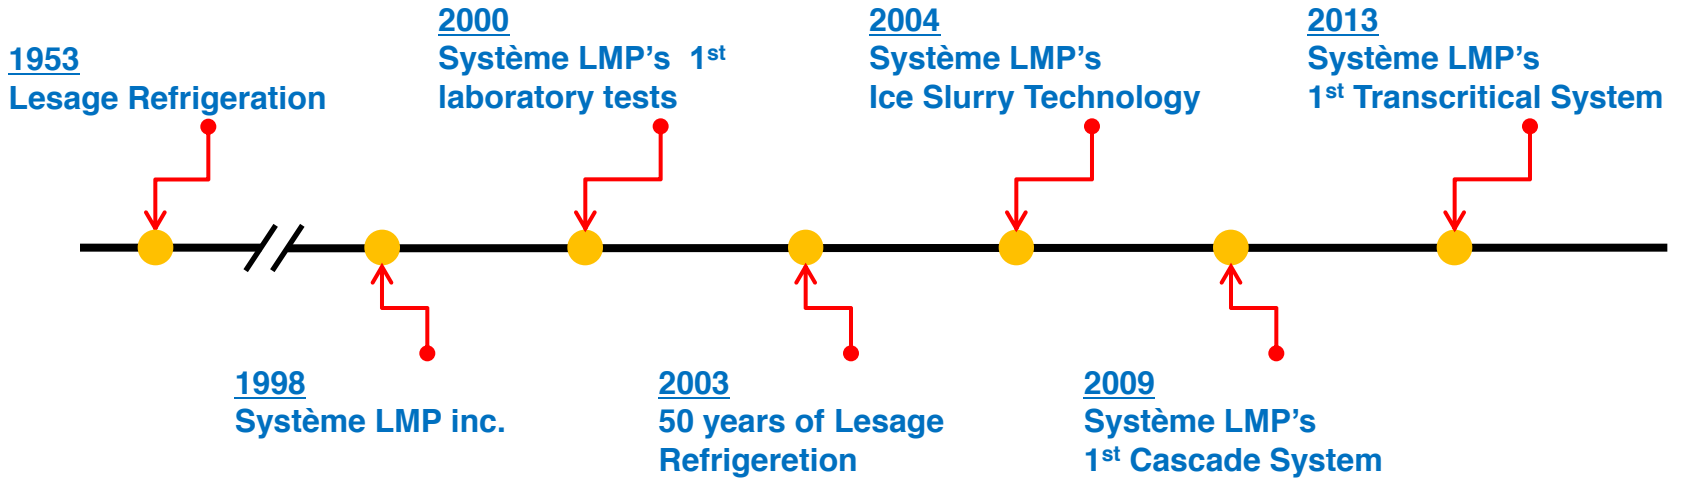 1953
Lesage Refrigeration
2000
Système LMP's 1st
laboratory tests
2004
Système LMP's
Ice Slurry Technology
2013
Système LMP's
1st Transcritical System
1998
Système LMP inc.
2003
50 years of Lesage
Refrigeretion
2009
Système LMP's
1st Cascade System